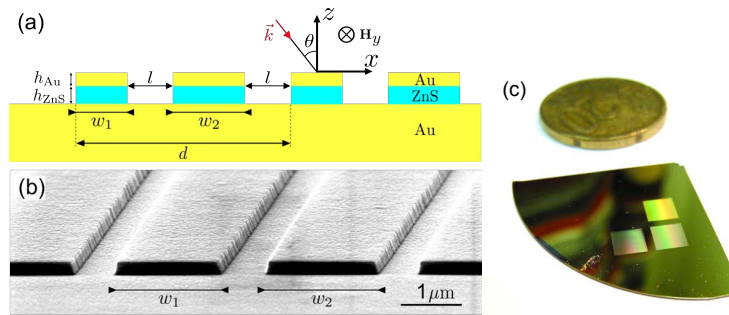 (a)
z
k⃗
θ
⊗ H_y
x
h_Au
h_ZnS
l
l
Au
ZnS
w_1
w_2
Au
d
(b)
w_1
w_2
1μm
(c)